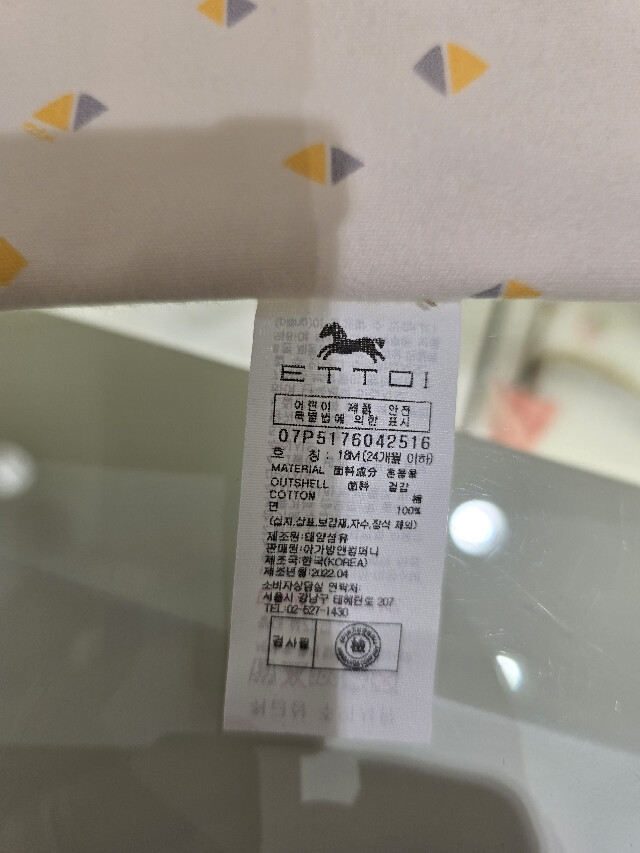 ETTOI
어린이 제품 안전
특별법에 의한 표시
07P5176042516
호 칭 : 18M(24개월 이하)
MATERIAL 面料成分 혼용율
OUTSHELL 面料 겉감
COTTON 棉
면 100%
(심지,상표,보강재,자수,장식 제외)
제조원:태양섬유
판매원:아가방앤컴퍼니
제조국:한국(KOREA)
제조년월:2022.04
소비자상담실 연락처:
서울시 강남구 테헤란로 207
TEL:02-527-1430